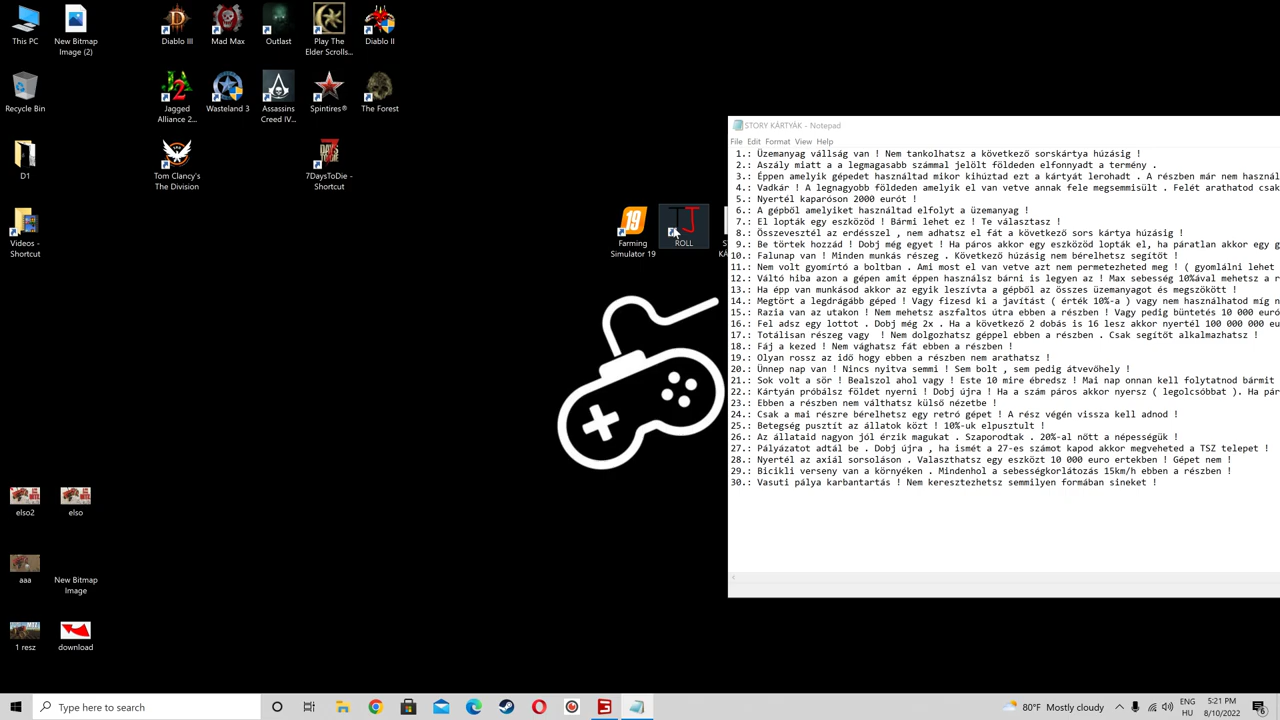 This PC
New Bitmap
Image (2)
Diablo III
Mad Max
Outlast
Play The
Elder Scrolls...
Diablo II
Recycle Bin
Jagged
Alliance 2...
Wasteland 3
Assassins
Creed IV...
Spintires®
The Forest
D1
Tom Clancy's
The Division
7DaysToDie -
Shortcut
Videos -
Shortcut
19
Farming
Simulator 19
ROLL
STORY KÁRTYÁK - Notepad
File Edit Format View Help
1.: Üzemanyag vállság van ! Nem tankolhatsz a következő sorskártya húzásig !
2.: Aszály miatt a a legmagasabb számmal jelölt földeden elfonnyadt a termény .
3.: Éppen amelyik gépedet használtad mikor kihúztad ezt a kártyát lerohadt . A részben már nem használ
4.: Vadkár ! A legnagyobb földeden amelyik el van vetve annak fele megsemmisült . Felét arathatod csak
5.: Nyertél kaparóson 2000 eurót !
6.: A gépből amelyiket használtad elfolyt a üzemanyag !
7.: El lopták egy eszközöd ! Bármi lehet ez ! Te választasz !
8.: Összevesztél az erdésszel , nem adhatsz el fát a következő sors kártya húsásig !
9.: Be törtek hozzád ! Dobj még egyet ! Ha páros akkor egy eszközöd lopták el, ha páratlan akkor egy g
10.: Falunap van ! Minden munkás részeg . Következő húzásig nem bérelhetsz segítőt !
11.: Nem volt gyomírtó a boltban . Ami most el van vetve azt nem permetezheted meg ! ( gyomlálni lehet
12.: Váltó hiba azon a gépen amit éppen használsz bárni is legyen az ! Max sebesség 10%ával mehetsz a r
13.: Ha épp van munkásod akkor az egyik leszívta a gépből az összes üzemanyagot és megszökött !
14.: Megtört a legdrágább géped ! Vagy fizesd ki a javítást ( érték 10%-a ) vagy nem használhatod míg n
15.: Razia van az utakon ! Nem mehetsz aszfaltos útra ebben a részben ! Vagy pedig büntetés 10 000 euró
16.: Fel adsz egy lottot . Dobj még 2x . Ha a következő 2 dobás is 16 lesz akkor nyertél 100 000 000 eu
17.: Totálisan részeg vagy  ! Nem dolgozhatsz géppel ebben a részben . Csak segítőt alkalmazhatsz !
18.: Fáj a kezed ! Nem vághatsz fát ebben a részben !
19.: Olyan rossz az idő hogy ebben a részben nem arathatsz !
20.: Ünnep nap van ! Nincs nyitva semmi ! Sem bolt , sem pedig átvevőhely !
21.: Sok volt a sör ! Bealszol ahol vagy ! Este 10 mire ébredsz ! Mai nap onnan kell folytatnod bármit
22.: Kártyán próbálsz földet nyerni ! Dobj újra ! Ha a szám páros akkor nyersz ( legolcsóbbat ). Ha pár
23.: Ebben a részben nem válthatsz külső nézetbe !
24.: Csak a mai részre bérelhetsz egy retró gépet ! A rész végén vissza kell adnod !
25.: Betegség pusztít az állatok közt ! 10%-uk elpusztult !
26.: Az állataid nagyon jól érzik magukat . Szaporodtak . 20%-al nőtt a népességük !
27.: Pályázatot adtál be . Dobj újra , ha ismét a 27-es számot kapod akkor megveheted a TSZ telepet !
28.: Nyertél az axiál sorsoláson . Valaszthatsz egy eszközt 10 000 euro ertekben ! Gépet nem !
29.: Bicikli verseny van a környéken . Mindenhol a sebességkorlátozás 15km/h ebben a részben !
30.: Vasuti pálya karbantartás ! Nem keresztezhetsz semmilyen formában sineket !
elso2
elso
aaa
New Bitmap
Image
1 resz
download
Type here to search
80°F Mostly cloudy
ENG
HU
5:21 PM
8/10/2022
6